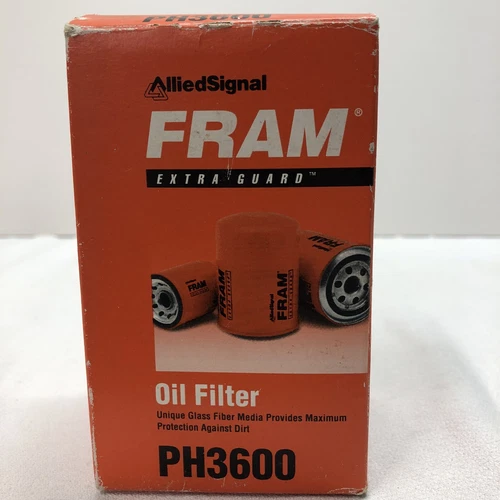 AlliedSignal
FRAM®
EXTRA GUARD™
FRAM
AlliedSignal
FRAM
EXTRA GUARD
FRAM
Oil Filter
Unique Glass Fiber Media Provides Maximum
Protection Against Dirt
PH3600